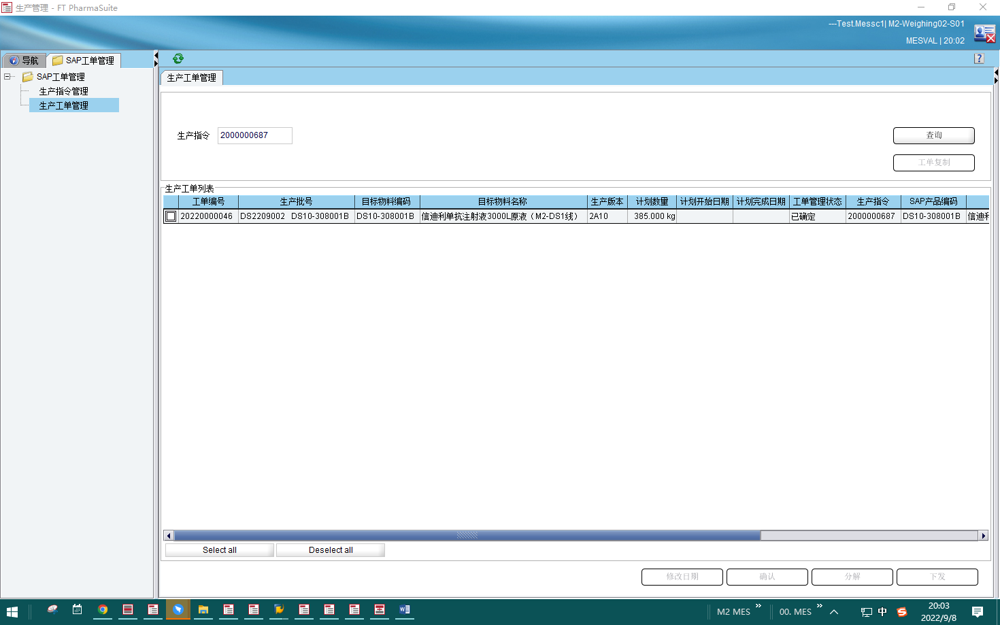 生产管理 - FT PharmaSuite
---Test.Messc1| M2-Weighing02-S01
MESVAL | 20:02
导航
SAP工单管理
SAP工单管理
生产指令管理
生产工单管理
生产工单管理
生产指令 2000000687
查询
工单复制
生产工单列表
工单编号 生产批号 目标物料编码 目标物料名称 生产版本 计划数量 计划开始日期 计划完成日期 工单管理状态 生产指令 SAP产品编码
20220000046 DS2209002 DS10-308001B DS10-308001B 信迪利单抗注射液3000L原液（M2-DS1线） 2A10 385.000 kg 已确定 2000000687 DS10-308001B 信迪利
Select all Deselect all
修改日期 确认 分解 下发
M2 MES » 00. MES » 中 20:03
2022/9/8